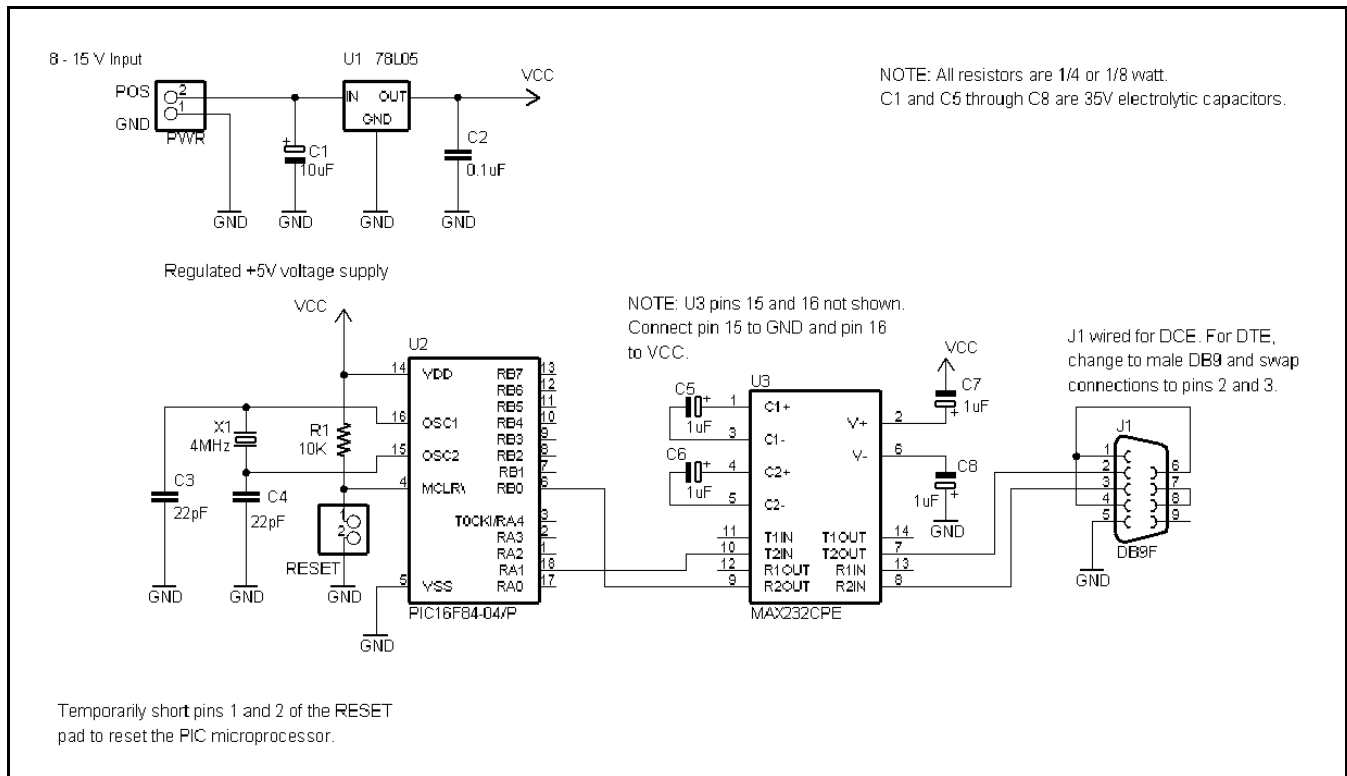 8 - 15 V Input
U1 78L05
VCC
POS
2
1
GND
PWR
IN OUT
GND
+
C1
10uF
C2
0.1uF
GND
GND
GND
GND
NOTE: All resistors are 1/4 or 1/8 watt.
C1 and C5 through C8 are 35V electrolytic capacitors.
Regulated +5V voltage supply
VCC
X1
4MHz
R1
10K
C3
22pF
C4
22pF
1
2
RESET
GND
GND
GND
GND
U2
14 VDD RB7 13
RB6 12
RB5 11
16 OSC1 RB4 10
RB3 9
15 OSC2 RB2 8
RB1 7
4 MCLR\ RB0 6
T0CKI/RA4 3
RA3 2
RA2 1
RA1 18
5 VSS RA0 17
PIC16F84-04/P
NOTE: U3 pins 15 and 16 not shown.
Connect pin 15 to GND and pin 16
to VCC.
C5
+
1uF
C6
+
1uF
U3
1 C1+
V+ 2
3 C1-
V- 6
4 C2+
5 C2-
11 T1IN T1OUT 14
10 T2IN T2OUT 7
12 R1OUT R1IN 13
9 R2OUT R2IN 8
MAX232CPE
VCC
C7
+
1uF
C8
1uF
+
GND
J1 wired for DCE. For DTE,
change to male DB9 and swap
connections to pins 2 and 3.
J1
1
2 6
3 7
4 8
5 9
DB9F
GND
Temporarily short pins 1 and 2 of the RESET
pad to reset the PIC microprocessor.